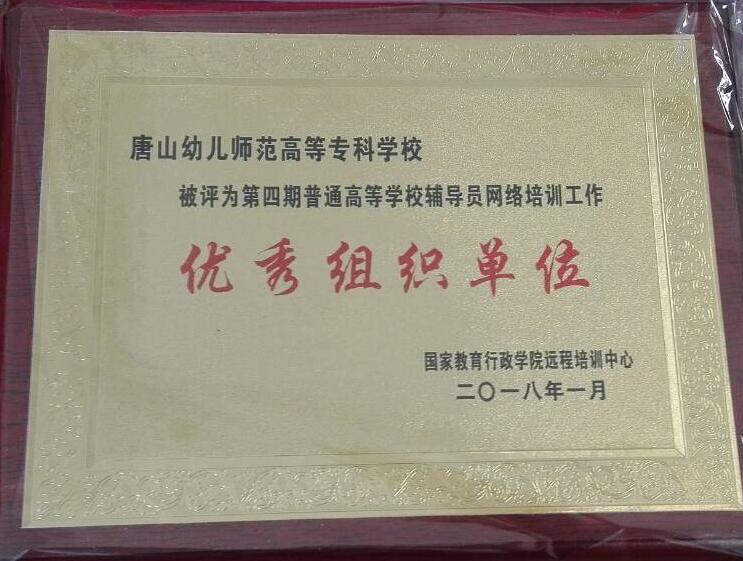 唐山幼儿师范高等专科学校
被评为第四期普通高等学校辅导员网络培训工作
优秀组织单位
国家教育行政学院远程培训中心
二〇一八年一月